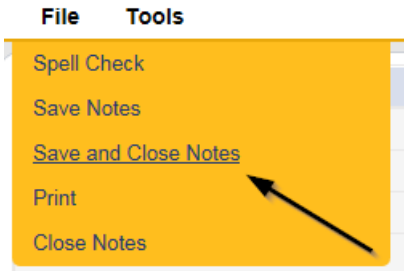 File Tools
Spell Check
Save Notes
Save and Close Notes
Print
Close Notes